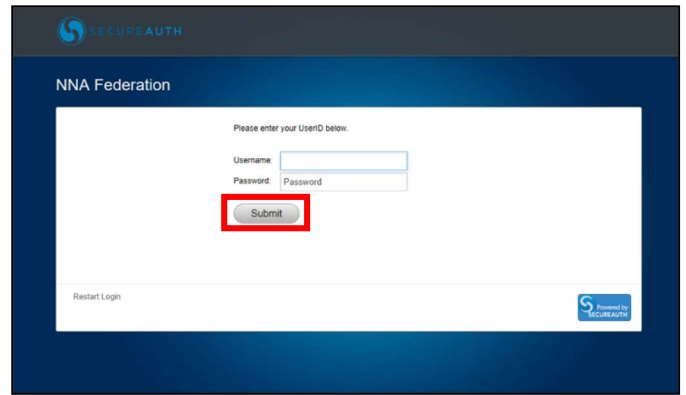 SECUREAUTH
NNA Federation
Please enter your UserID below.
Username:
Password: Password
Submit
Restart Login
Powered by
SECUREAUTH